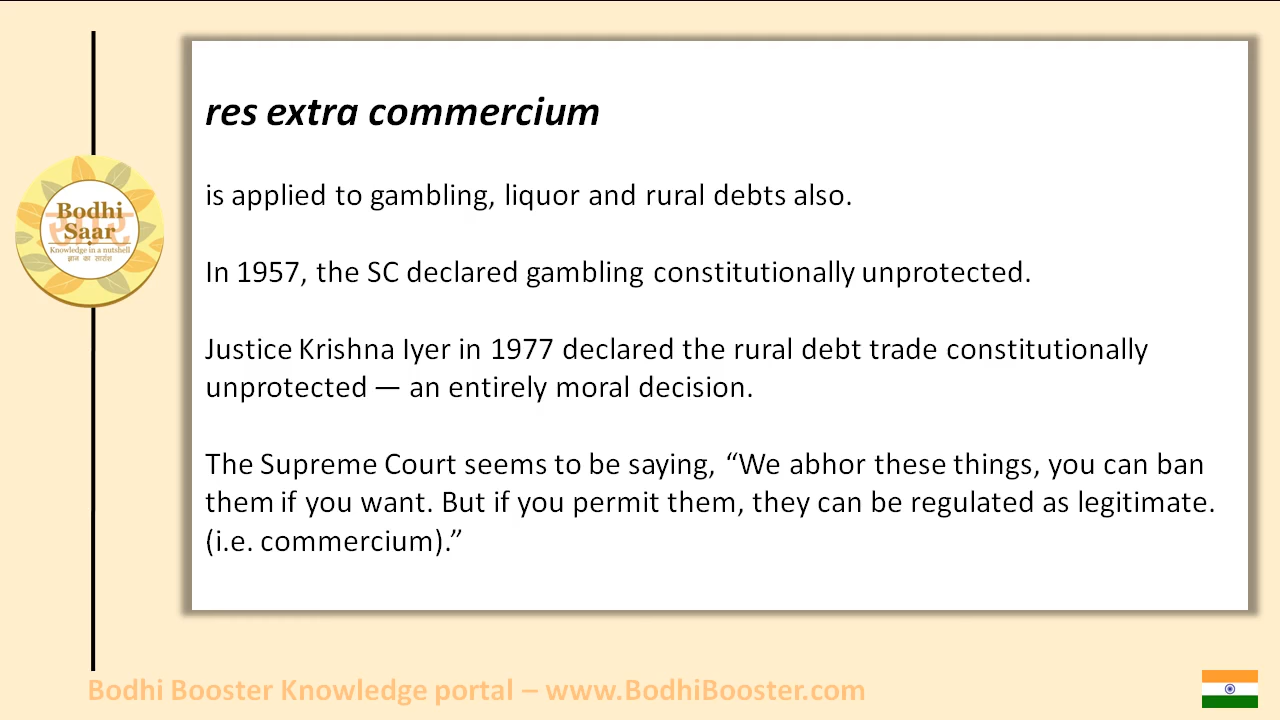 res extra commercium
is applied to gambling, liquor and rural debts also.
In 1957, the SC declared gambling constitutionally unprotected.
Justice Krishna Iyer in 1977 declared the rural debt trade constitutionally
unprotected — an entirely moral decision.
The Supreme Court seems to be saying, “We abhor these things, you can ban
them if you want. But if you permit them, they can be regulated as legitimate.
(i.e. commercium).”
Bodhi
Saar
Knowledge in a nutshell
ज्ञान का सारांश
Bodhi Booster Knowledge portal – www.BodhiBooster.com